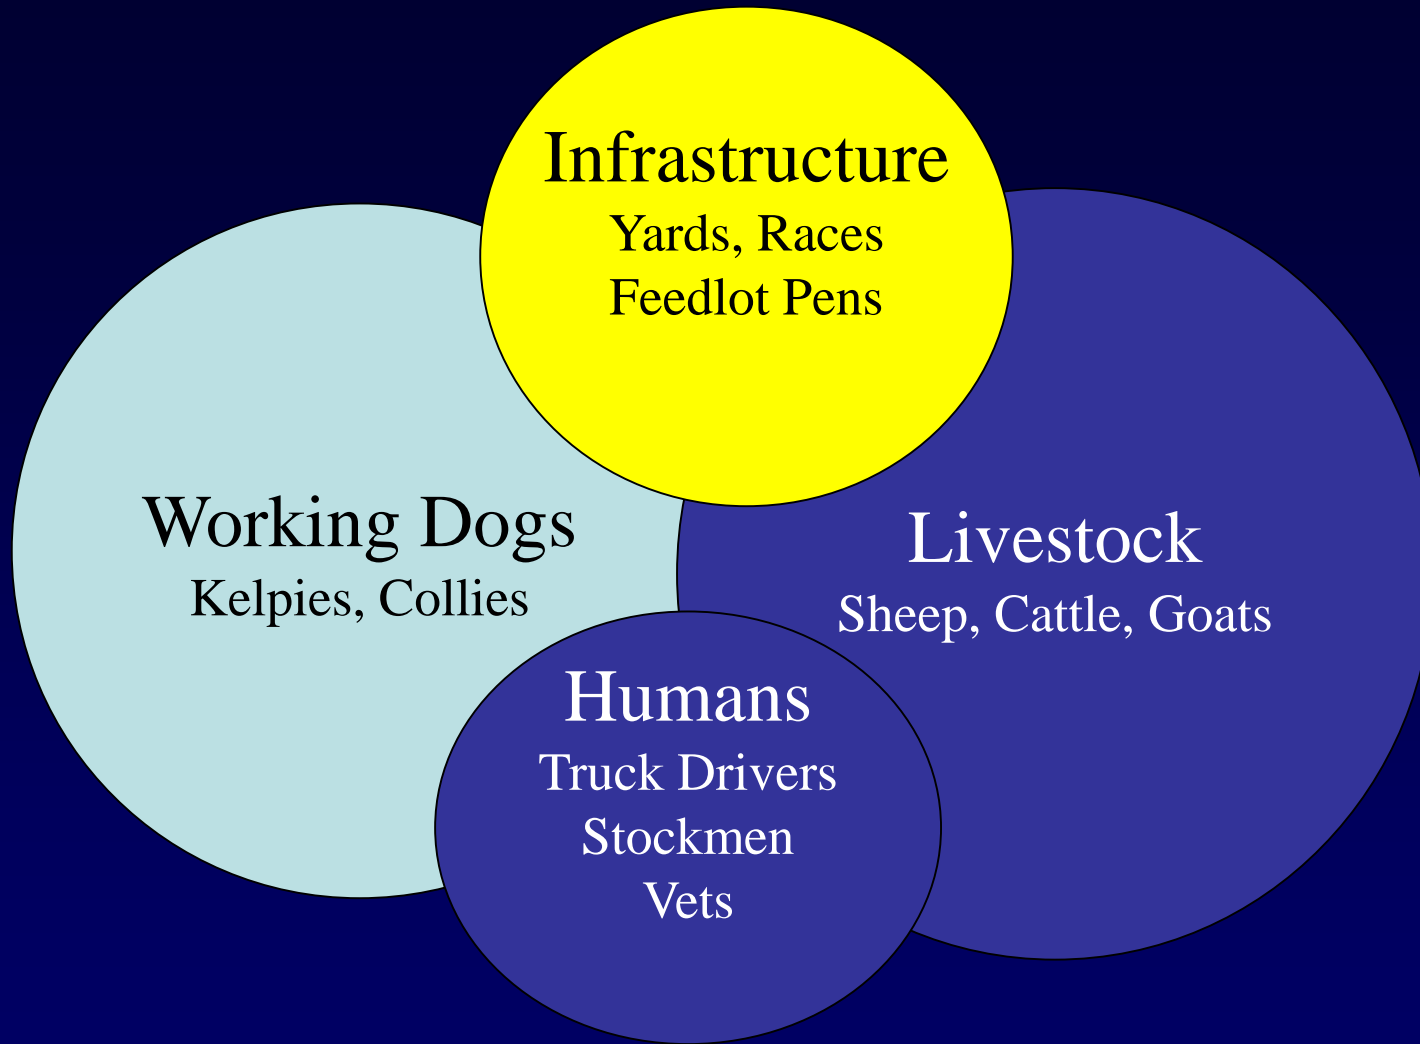 Infrastructure
Yards, Races
Feedlot Pens
Working Dogs
Kelpies, Collies
Livestock
Sheep, Cattle, Goats
Humans
Truck Drivers
Stockmen
Vets